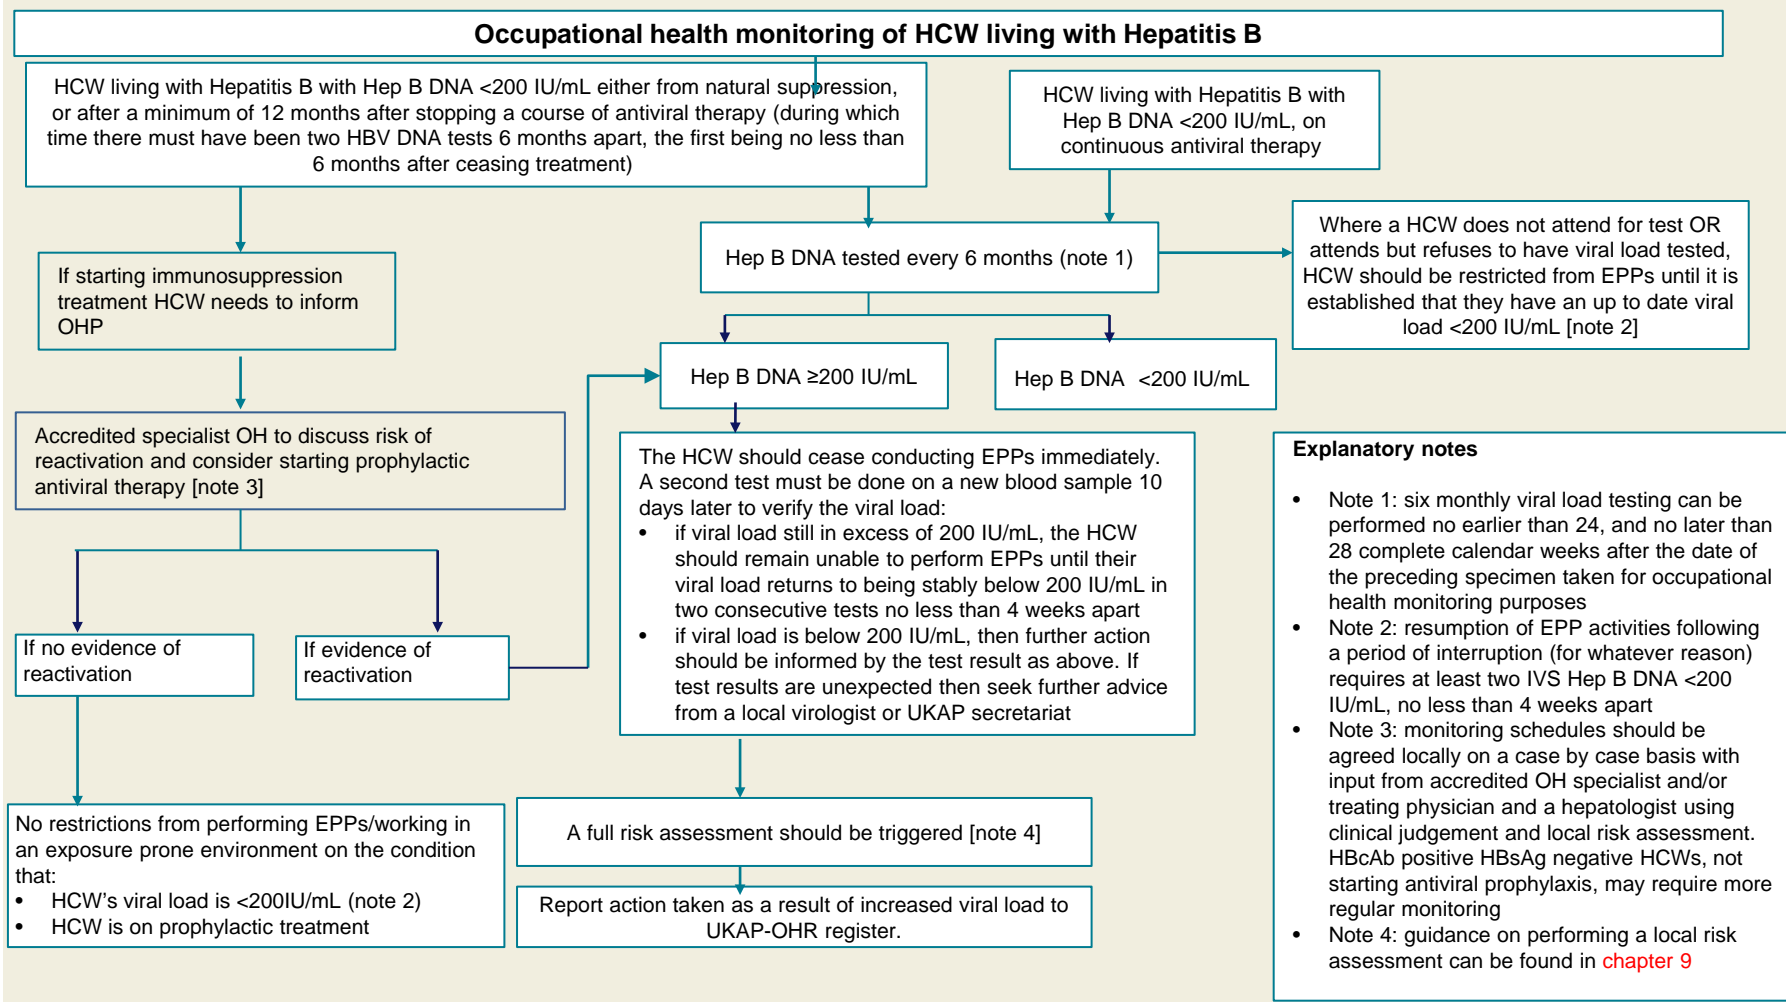 Occupational health monitoring of HCW living with Hepatitis B
HCW living with Hepatitis B with Hep B DNA <200 IU/mL either from natural suppression,
or after a minimum of 12 months after stopping a course of antiviral therapy (during which
time there must have been two HBV DNA tests 6 months apart, the first being no less than
6 months after ceasing treatment)
HCW living with Hepatitis B with
Hep B DNA <200 IU/mL, on
continuous antiviral therapy
If starting immunosuppression
treatment HCW needs to inform
OHP
Hep B DNA tested every 6 months (note 1)
Where a HCW does not attend for test OR
attends but refuses to have viral load tested,
HCW should be restricted from EPPs until it is
established that they have an up to date viral
load <200 IU/mL [note 2]
Hep B DNA ≥200 IU/mL
Hep B DNA <200 IU/mL
Accredited specialist OH to discuss risk of
reactivation and consider starting prophylactic
antiviral therapy [note 3]
The HCW should cease conducting EPPs immediately.
A second test must be done on a new blood sample 10
days later to verify the viral load:
• if viral load still in excess of 200 IU/mL, the HCW
should remain unable to perform EPPs until their
viral load returns to being stably below 200 IU/mL in
two consecutive tests no less than 4 weeks apart
• if viral load is below 200 IU/mL, then further action
should be informed by the test result as above. If
test results are unexpected then seek further advice
from a local virologist or UKAP secretariat
If no evidence of
reactivation
If evidence of
reactivation
No restrictions from performing EPPs/working in
an exposure prone environment on the condition
that:
• HCW's viral load is <200IU/mL (note 2)
• HCW is on prophylactic treatment
A full risk assessment should be triggered [note 4]
Report action taken as a result of increased viral load to
UKAP-OHR register.
Explanatory notes
• Note 1: six monthly viral load testing can be
performed no earlier than 24, and no later than
28 complete calendar weeks after the date of
the preceding specimen taken for occupational
health monitoring purposes
• Note 2: resumption of EPP activities following
a period of interruption (for whatever reason)
requires at least two IVS Hep B DNA <200
IU/mL, no less than 4 weeks apart
• Note 3: monitoring schedules should be
agreed locally on a case by case basis with
input from accredited OH specialist and/or
treating physician and a hepatologist using
clinical judgement and local risk assessment.
HBcAb positive HBsAg negative HCWs, not
starting antiviral prophylaxis, may require more
regular monitoring
• Note 4: guidance on performing a local risk
assessment can be found in chapter 9